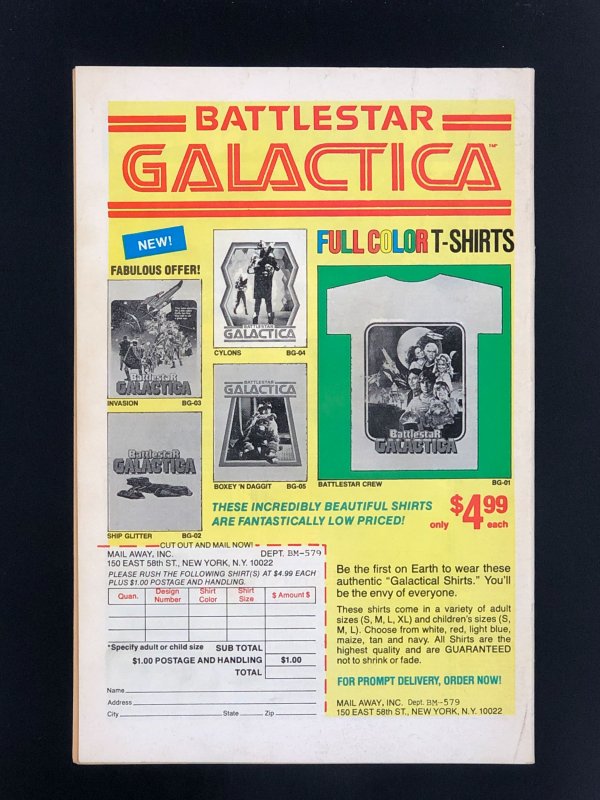 BATTLESTAR
GALACTICA™
NEW!
FABULOUS OFFER!
FULL COLOR T-SHIRTS
Battlestar
GALACTICA
INVASION BG-03
BATTLESTAR
GALACTICA
CYLONS BG-04
Battlestar
GALACTICA
SHIP GLITTER BG-02
BATTLESTAR
GALACTICA
BOXEY 'N DAGGIT BG-05
Battlestar
GALACTICA
BATTLESTAR CREW BG-01
THESE INCREDIBLY BEAUTIFUL SHIRTS
ARE FANTASTICALLY LOW PRICED!
only $4.99 each
CUT OUT AND MAIL NOW!
MAIL AWAY, INC. DEPT. BM-579
150 EAST 58th ST., NEW YORK, N.Y. 10022
PLEASE RUSH THE FOLLOWING SHIRT(S) AT $4.99 EACH
PLUS $1.00 POSTAGE AND HANDLING.
Quan. Design Number Shirt Color Shirt Size $ Amount $
*Specify adult or child size SUB TOTAL
$1.00 POSTAGE AND HANDLING $1.00
TOTAL
Name
Address
City State Zip
Be the first on Earth to wear these
authentic "Galactical Shirts." You'll
be the envy of everyone.
These shirts come in a variety of adult
sizes (S, M, L, XL) and children's sizes (S,
M, L). Choose from white, red, light blue,
maize, tan and navy. All Shirts are the
highest quality and are GUARANTEED
not to shrink or fade.
FOR PROMPT DELIVERY, ORDER NOW!
MAIL AWAY, INC. Dept. BM-579
150 EAST 58th ST., NEW YORK, N.Y. 10022